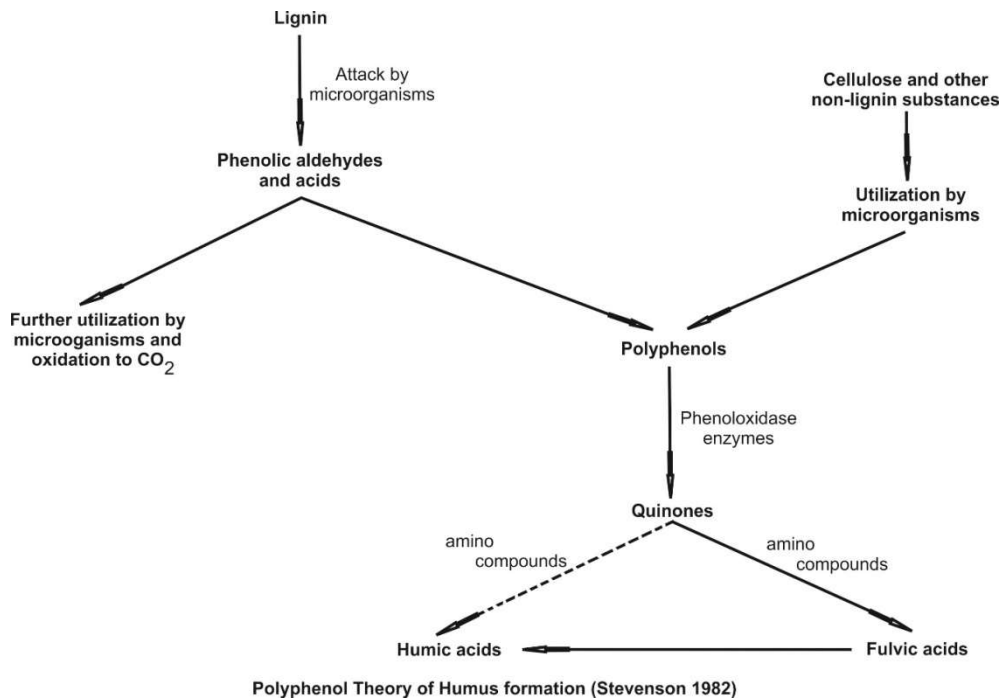 Lignin
Attack by
microorganisms
Cellulose and other
non-lignin substances
Phenolic aldehydes
and acids
Utilization by
microorganisms
Further utilization by
microoganisms and
oxidation to CO2
Polyphenols
Phenoloxidase
enzymes
Quinones
amino
compounds
amino
compounds
Humic acids
Fulvic acids
Polyphenol Theory of Humus formation (Stevenson 1982)